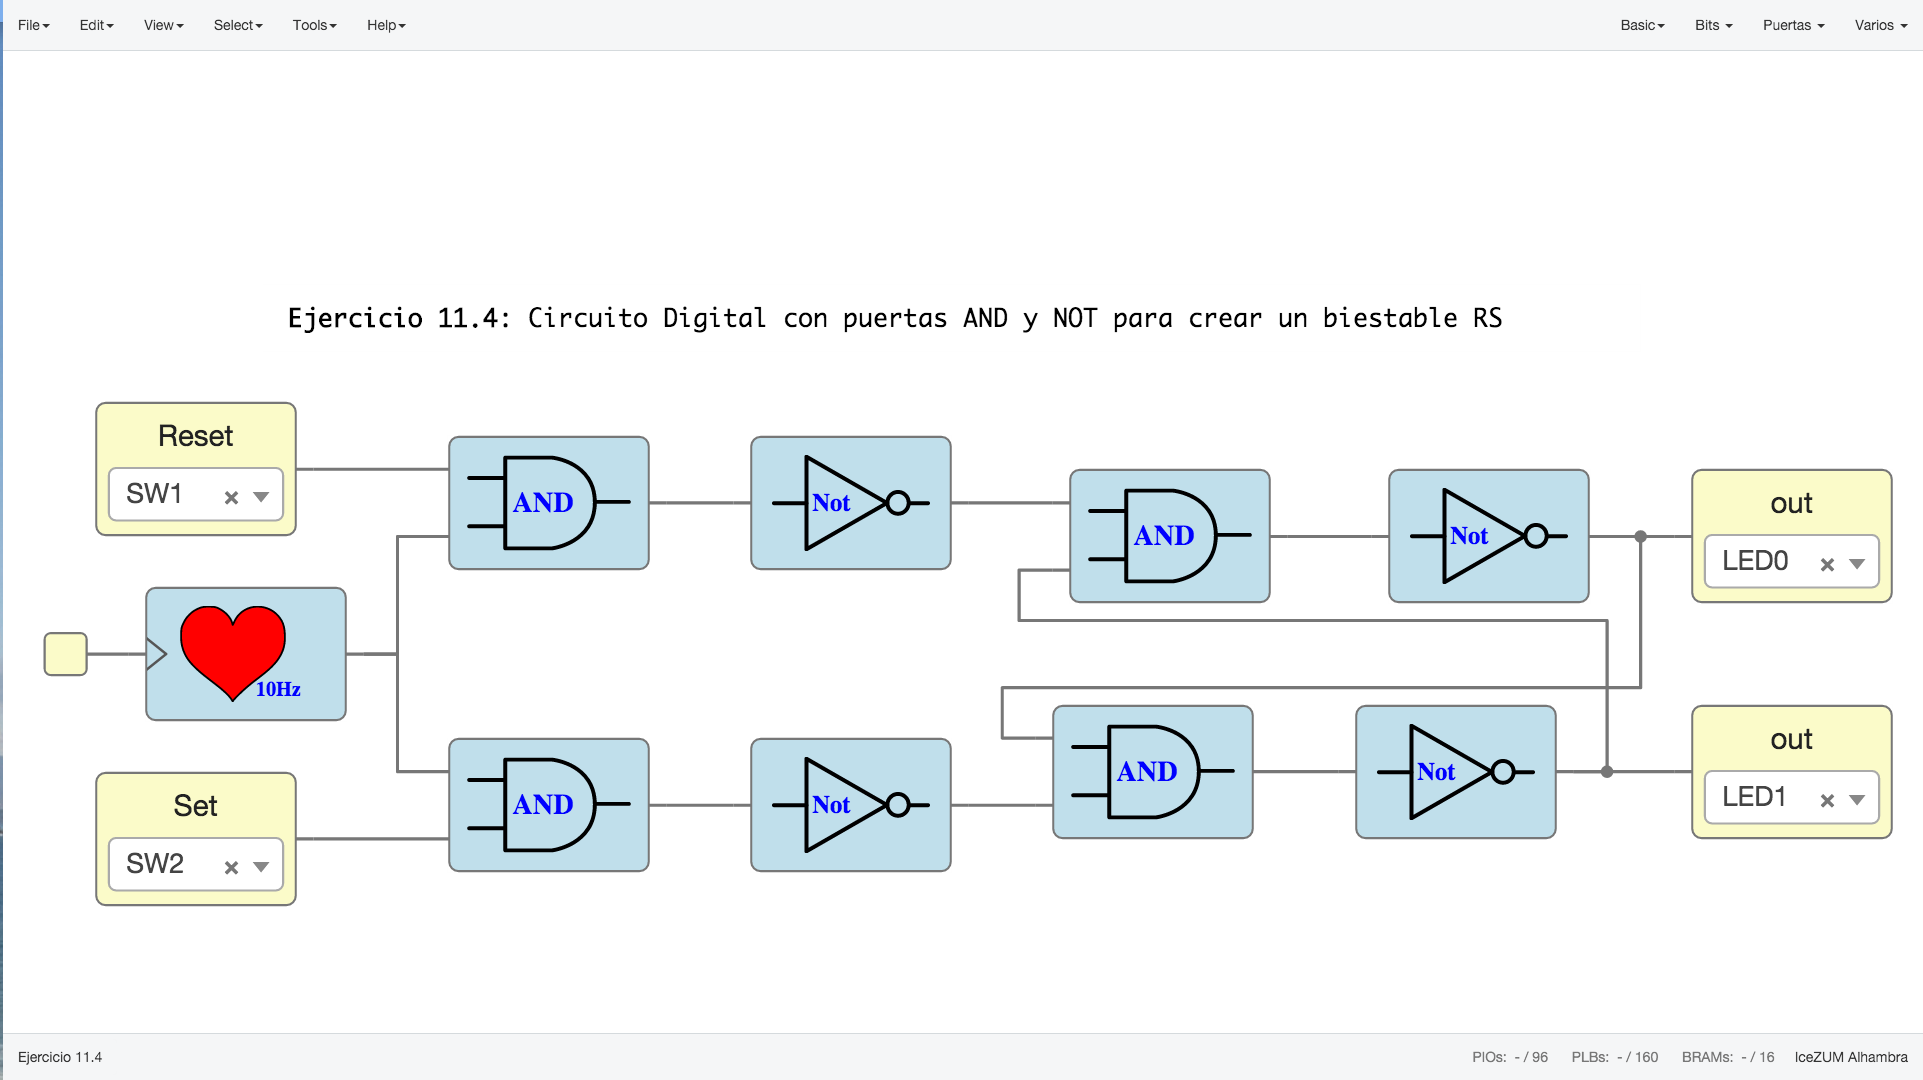 File Edit View Select Tools Help Basic Bits Puertas Varios
Ejercicio 11.4: Circuito Digital con puertas AND y NOT para crear un biestable RS
Reset
SW1
AND
Not
AND
Not
out
LED0
10Hz
Set
SW2
AND
Not
AND
Not
out
LED1
Ejercicio 11.4 PIOs: - / 96 PLBs: - / 160 BRAMs: - / 16 IceZUM Alhambra